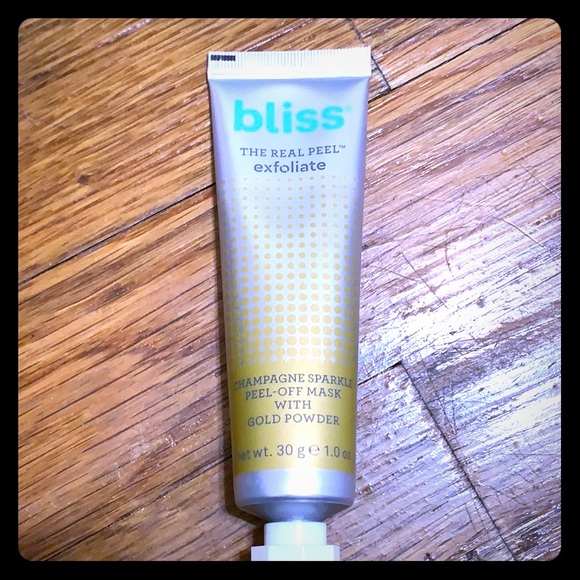 bliss®
THE REAL PEEL™
exfoliate
CHAMPAGNE SPARKLE
PEEL-OFF MASK
WITH
GOLD POWDER
net wt. 30 g e 1.0 oz